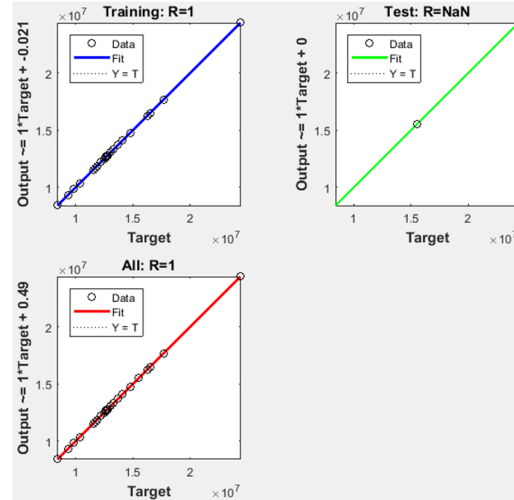 Training: R=1
×10⁷
Output ~= 1*Target + -0.021
Data
Fit
Y = T
2
1.5
1
1
1.5
2
Target
×10⁷
Test: R=NaN
×10⁷
Output ~= 1*Target + 0
Data
Fit
Y = T
2
1.5
1
1
1.5
2
Target
×10⁷
All: R=1
×10⁷
Output ~= 1*Target + 0.49
Data
Fit
Y = T
2
1.5
1
1
1.5
2
Target
×10⁷